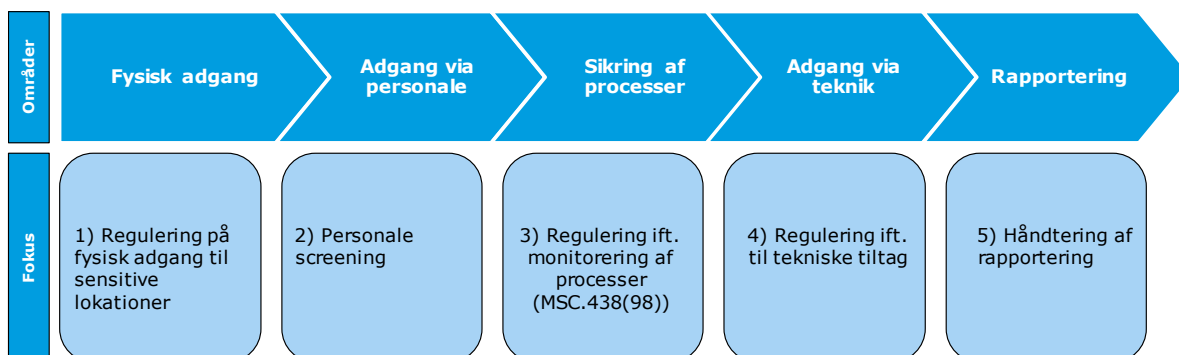 Områder
Fysisk adgang
Adgang via
personale
Sikring af
processer
Adgang via
teknik
Rapportering
Fokus
1) Regulering på
fysisk adgang til
sensitive
lokationer
2) Personale
screening
3) Regulering ift.
monitorering af
processer
(MSC.438(98))
4) Regulering ift.
til tekniske tiltag
5) Håndtering af
rapportering